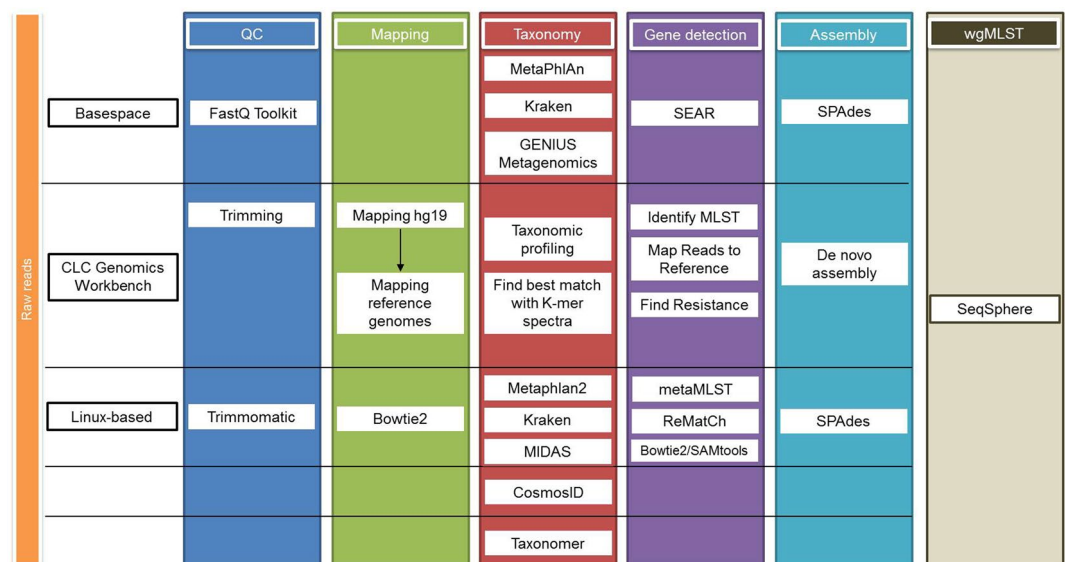 QC
Mapping
Taxonomy
Gene detection
Assembly
wgMLST
Raw reads
Basespace
FastQ Toolkit
MetaPhlAn
Kraken
GENIUS
Metagenomics
SEAR
SPAdes
CLC Genomics
Workbench
Trimming
Mapping hg19
Mapping
reference
genomes
Taxonomic
profiling
Find best match
with K-mer
spectra
Identify MLST
Map Reads to
Reference
Find Resistance
De novo
assembly
SeqSphere
Linux-based
Trimmomatic
Bowtie2
Metaphlan2
Kraken
MIDAS
metaMLST
ReMatCh
Bowtie2/SAMtools
SPAdes
CosmosID
Taxonomer